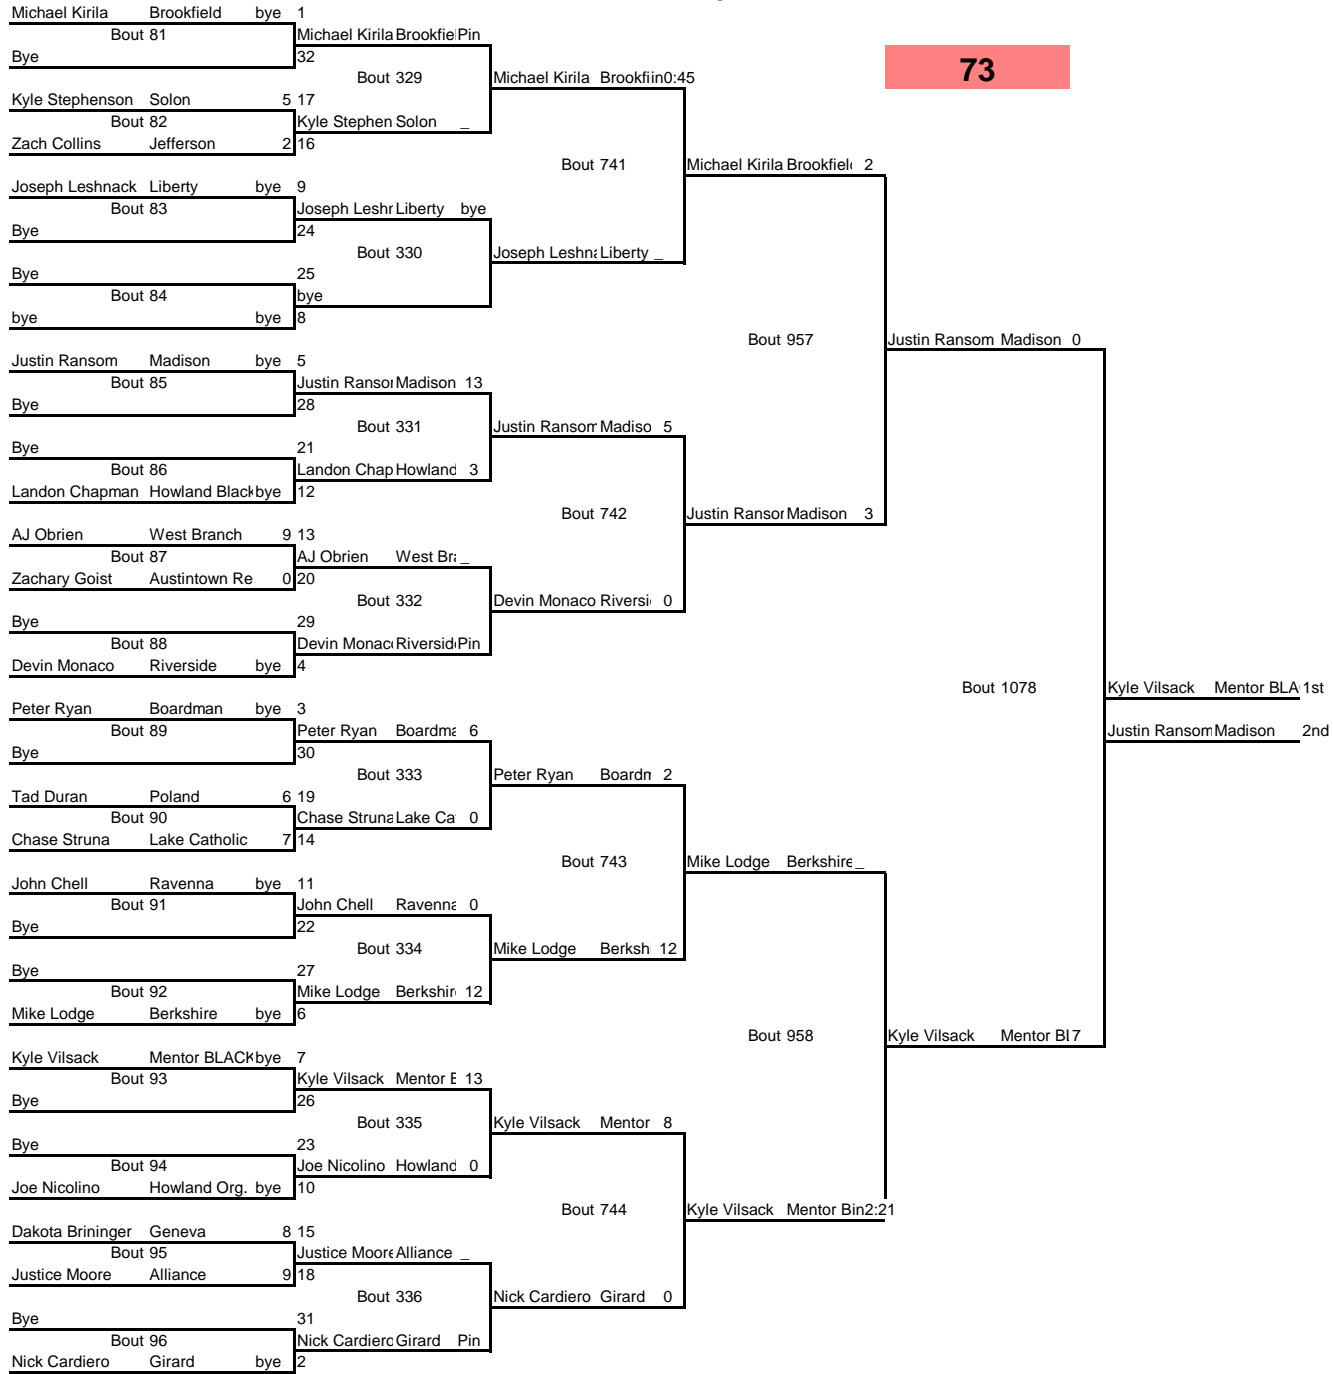 Michael Kirila Brookfield bye 1
Bout 81 Michael Kirila Brookfie Pin
Bye 32
73
Bout 329 Michael Kirila Brookfi in0:45
Kyle Stephenson Solon 5 17
Bout 82 Kyle Stephen Solon _
Zach Collins Jefferson 2 16
Bout 741 Michael Kirila Brookfiel 2
Joseph Leshnack Liberty bye 9
Bout 83 Joseph Leshr Liberty bye
Bye 24
Bout 330 Joseph Leshna Liberty _
Bye 25
Bout 84 bye
bye bye 8
Bout 957 Justin Ransom Madison 0
Justin Ransom Madison bye 5
Bout 85 Justin Ransor Madison 13
Bye 28
Bout 331 Justin Ransom Madiso 5
Bye 21
Bout 86 Landon Chap Howland 3
Landon Chapman Howland Black bye 12
Bout 742 Justin Ransor Madison 3
AJ Obrien West Branch 9 13
Bout 87 AJ Obrien West Bra _
Zachary Goist Austintown Re 0 20
Bout 332 Devin Monaco Riversi 0
Bye 29
Bout 88 Devin Monac Riversid Pin
Devin Monaco Riverside bye 4
Bout 1078 Kyle Vilsack Mentor BLA 1st
Peter Ryan Boardman bye 3
Bout 89 Peter Ryan Boardma 6 Justin Ransom Madison 2nd
Bye 30
Bout 333 Peter Ryan Boardm 2
Tad Duran Poland 6 19
Bout 90 Chase Struna Lake Cat 0
Chase Struna Lake Catholic 7 14
Bout 743 Mike Lodge Berkshire _
John Chell Ravenna bye 11
Bout 91 John Chell Ravenna 0
Bye 22
Bout 334 Mike Lodge Berkshi 12
Bye 27
Bout 92 Mike Lodge Berkshir 12
Mike Lodge Berkshire bye 6
Bout 958 Kyle Vilsack Mentor Bl 7
Kyle Vilsack Mentor BLACK bye 7
Bout 93 Kyle Vilsack Mentor B 13
Bye 26
Bout 335 Kyle Vilsack Mentor 8
Bye 23
Bout 94 Joe Nicolino Howland 0
Joe Nicolino Howland Org. bye 10
Bout 744 Kyle Vilsack Mentor B in2:21
Dakota Brininger Geneva 8 15
Bout 95 Justice Moore Alliance _
Justice Moore Alliance 9 18
Bout 336 Nick Cardiero Girard 0
Bye 31
Bout 96 Nick Cardierc Girard Pin
Nick Cardiero Girard bye 2